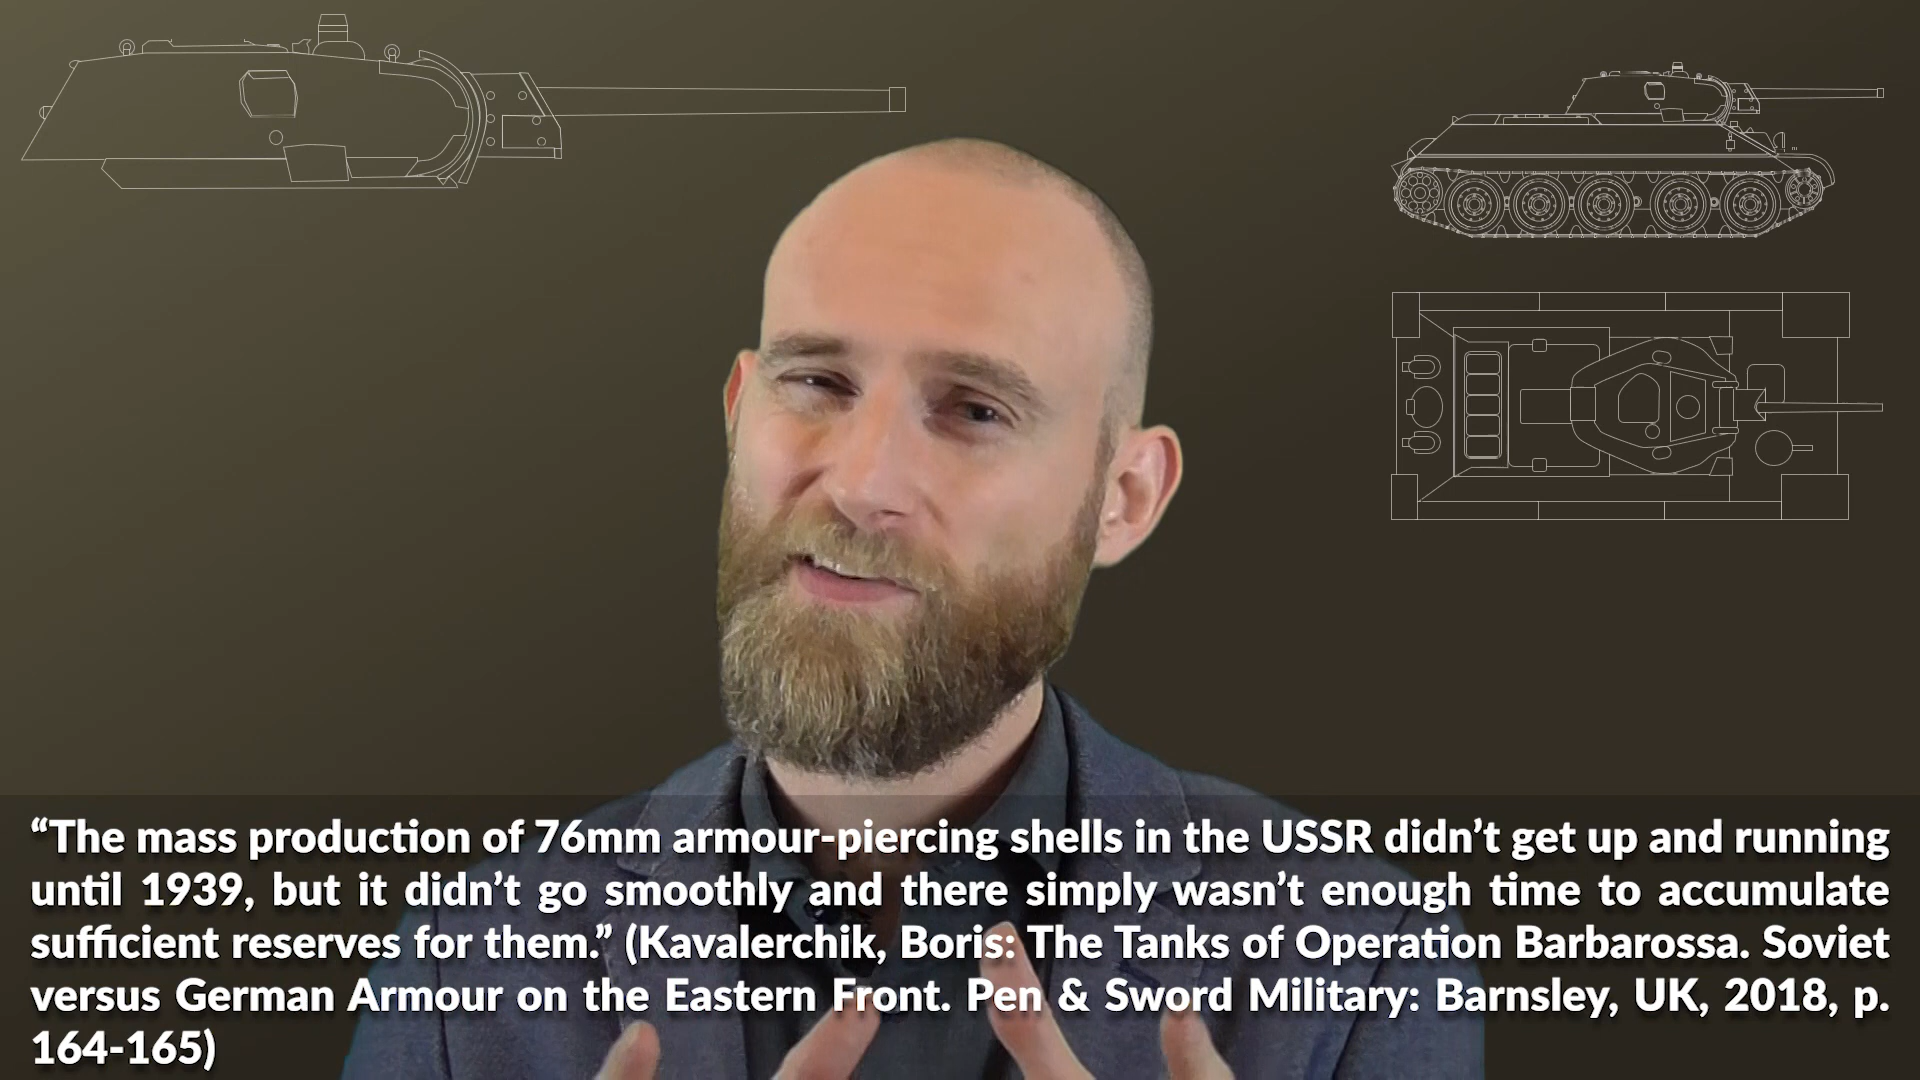 “The mass production of 76mm armour-piercing shells in the USSR didn’t get up and running
until 1939, but it didn’t go smoothly and there simply wasn’t enough time to accumulate
sufficient reserves for them.” (Kavalerchik, Boris: The Tanks of Operation Barbarossa. Soviet
versus German Armour on the Eastern Front. Pen & Sword Military: Barnsley, UK, 2018, p.
164-165)